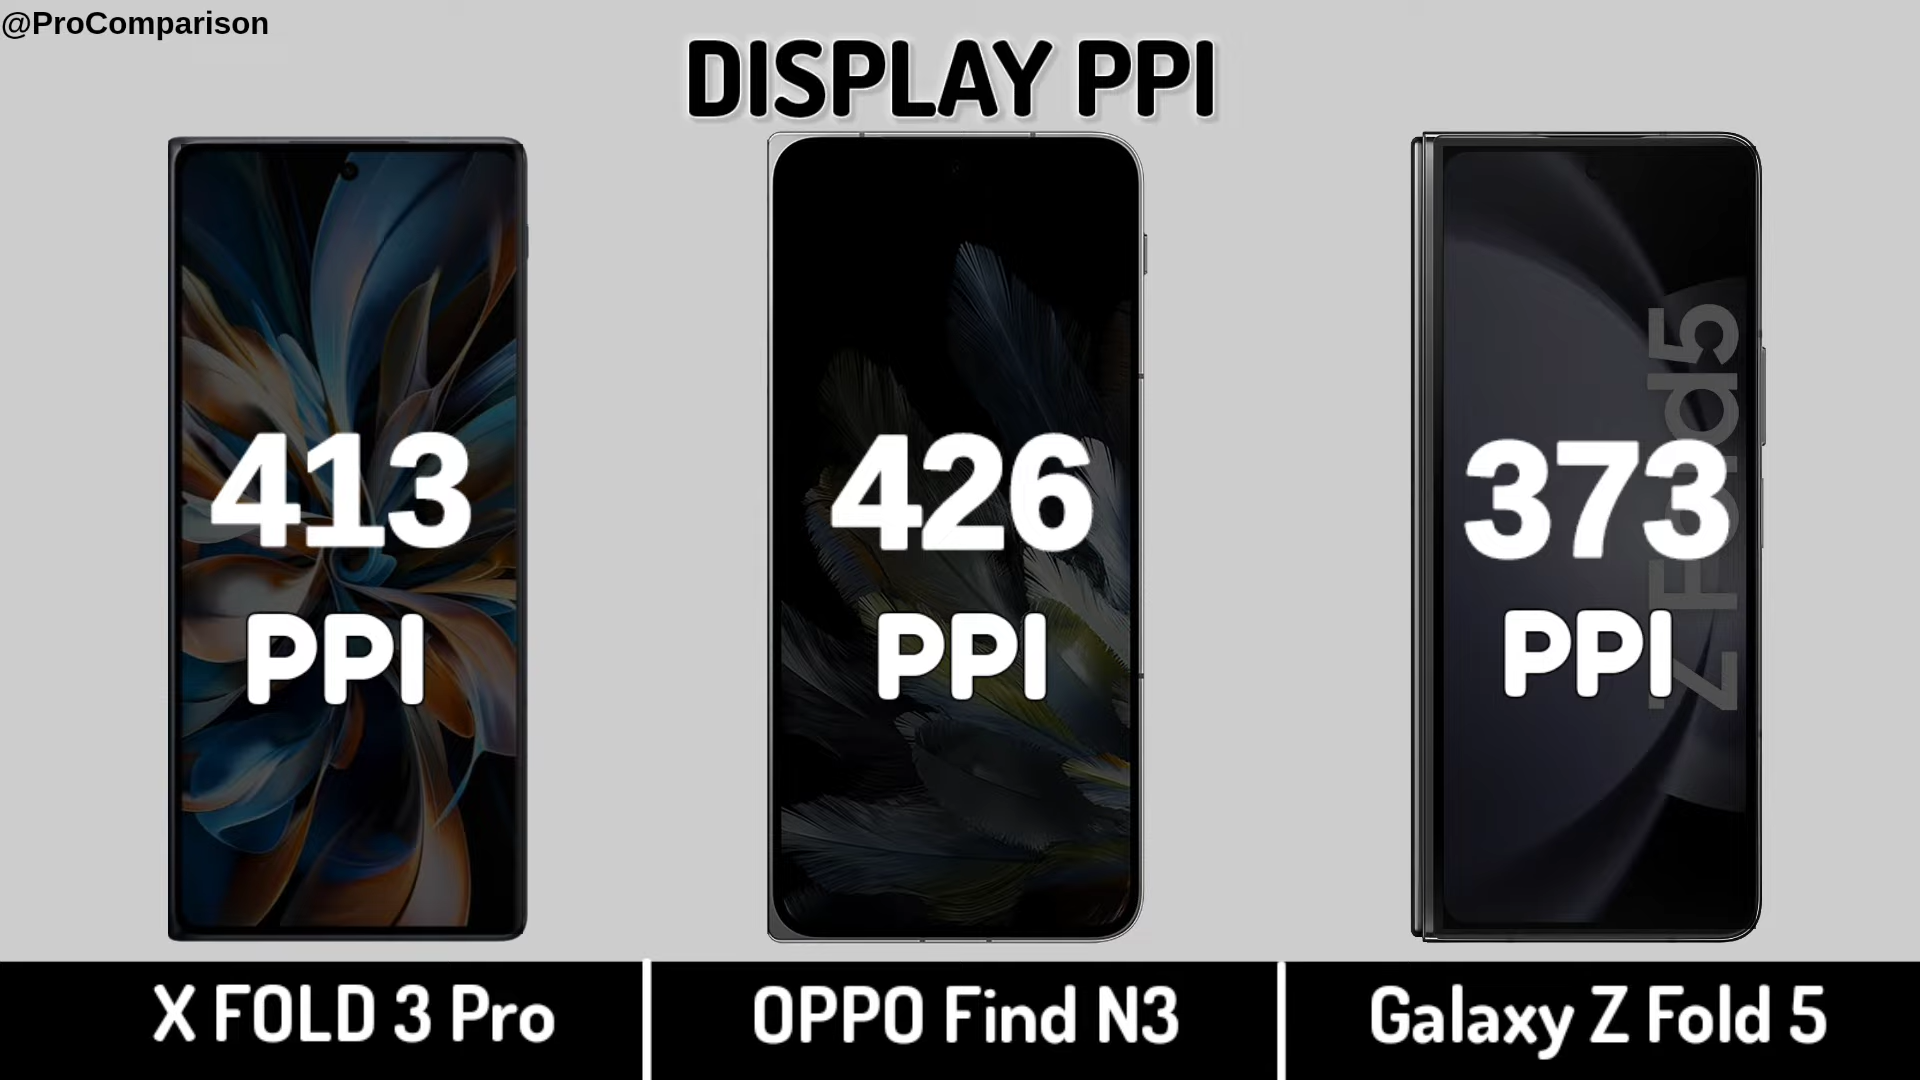 @ProComparison
DISPLAY PPI
413
PPI
426
PPI
373
PPI
Z Fold5
X FOLD 3 Pro
OPPO Find N3
Galaxy Z Fold 5